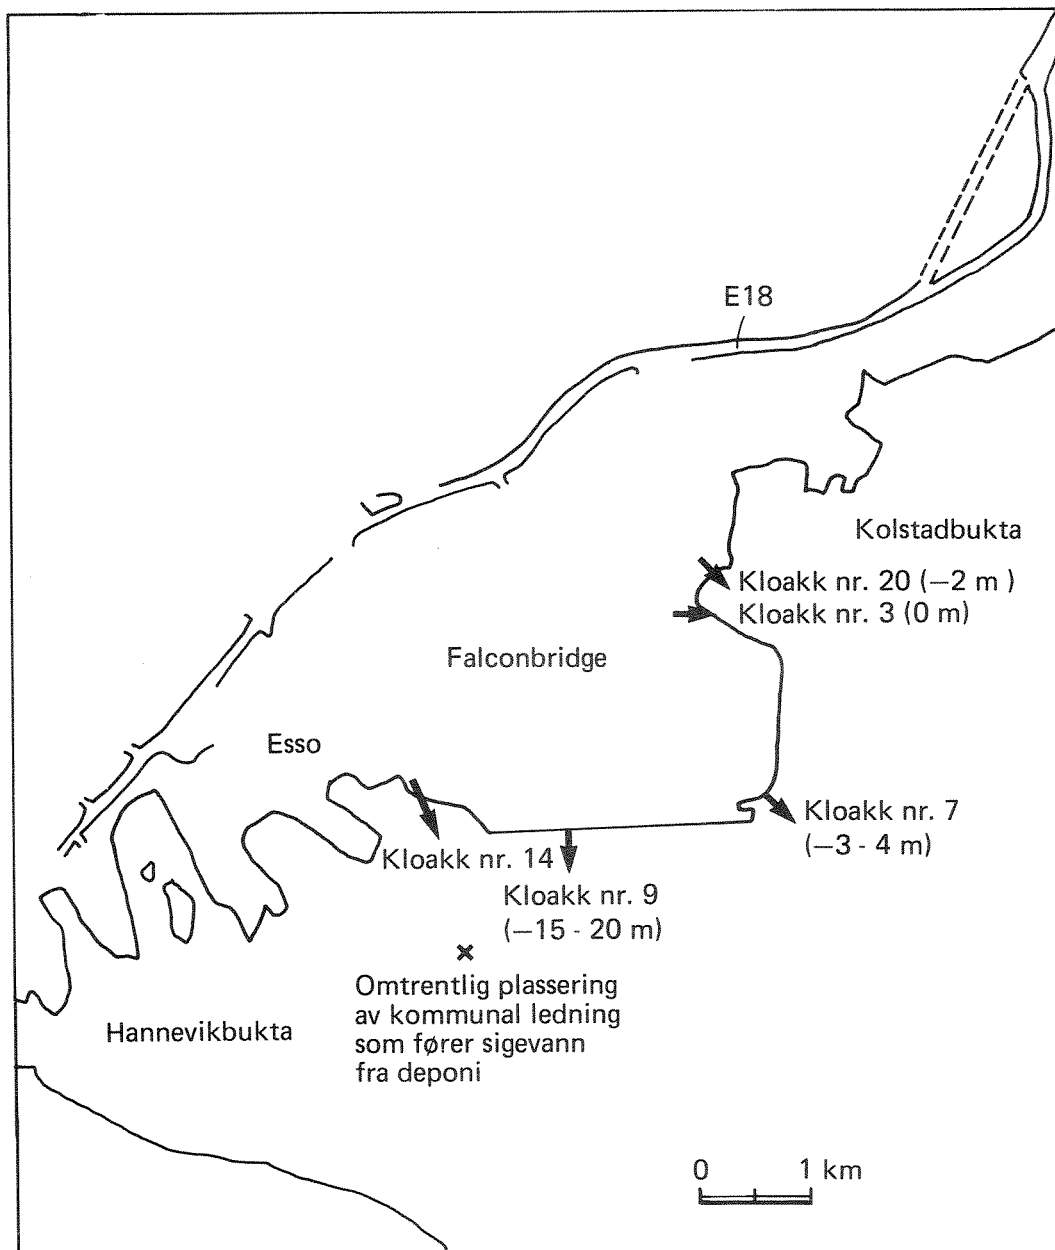 E18
Kolstadbukta
Kloakk nr. 20 (–2 m )
Kloakk nr. 3 (0 m)
Falconbridge
Esso
Kloakk nr. 7
(–3 - 4 m)
Kloakk nr. 14
Kloakk nr. 9
(–15 - 20 m)
Omtrentlig plassering
av kommunal ledning
som fører sigevann
fra deponi
Hannevikbukta
0 1 km